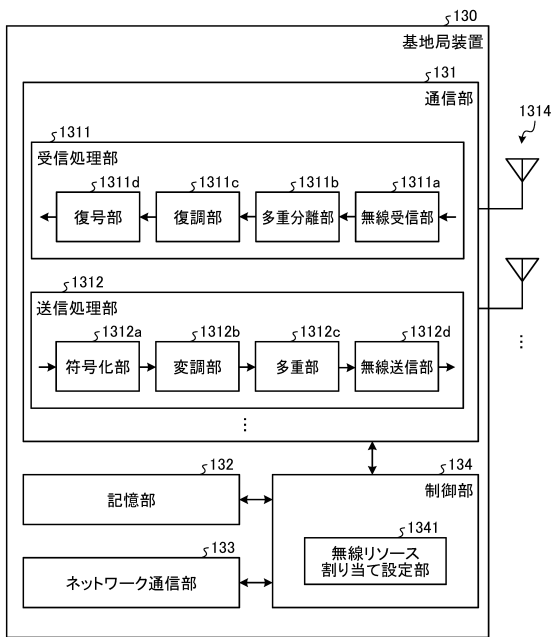 130
基地局装置
131
通信部
1314
1311
受信処理部
1311d
1311c
1311b
1311a
復号部
復調部
多重分離部
無線受信部
1312
送信処理部
1312a
1312b
1312c
1312d
符号化部
変調部
多重部
無線送信部
⋮
⋮
132
記憶部
134
制御部
1341
無線リソース
割り当て設定部
133
ネットワーク通信部